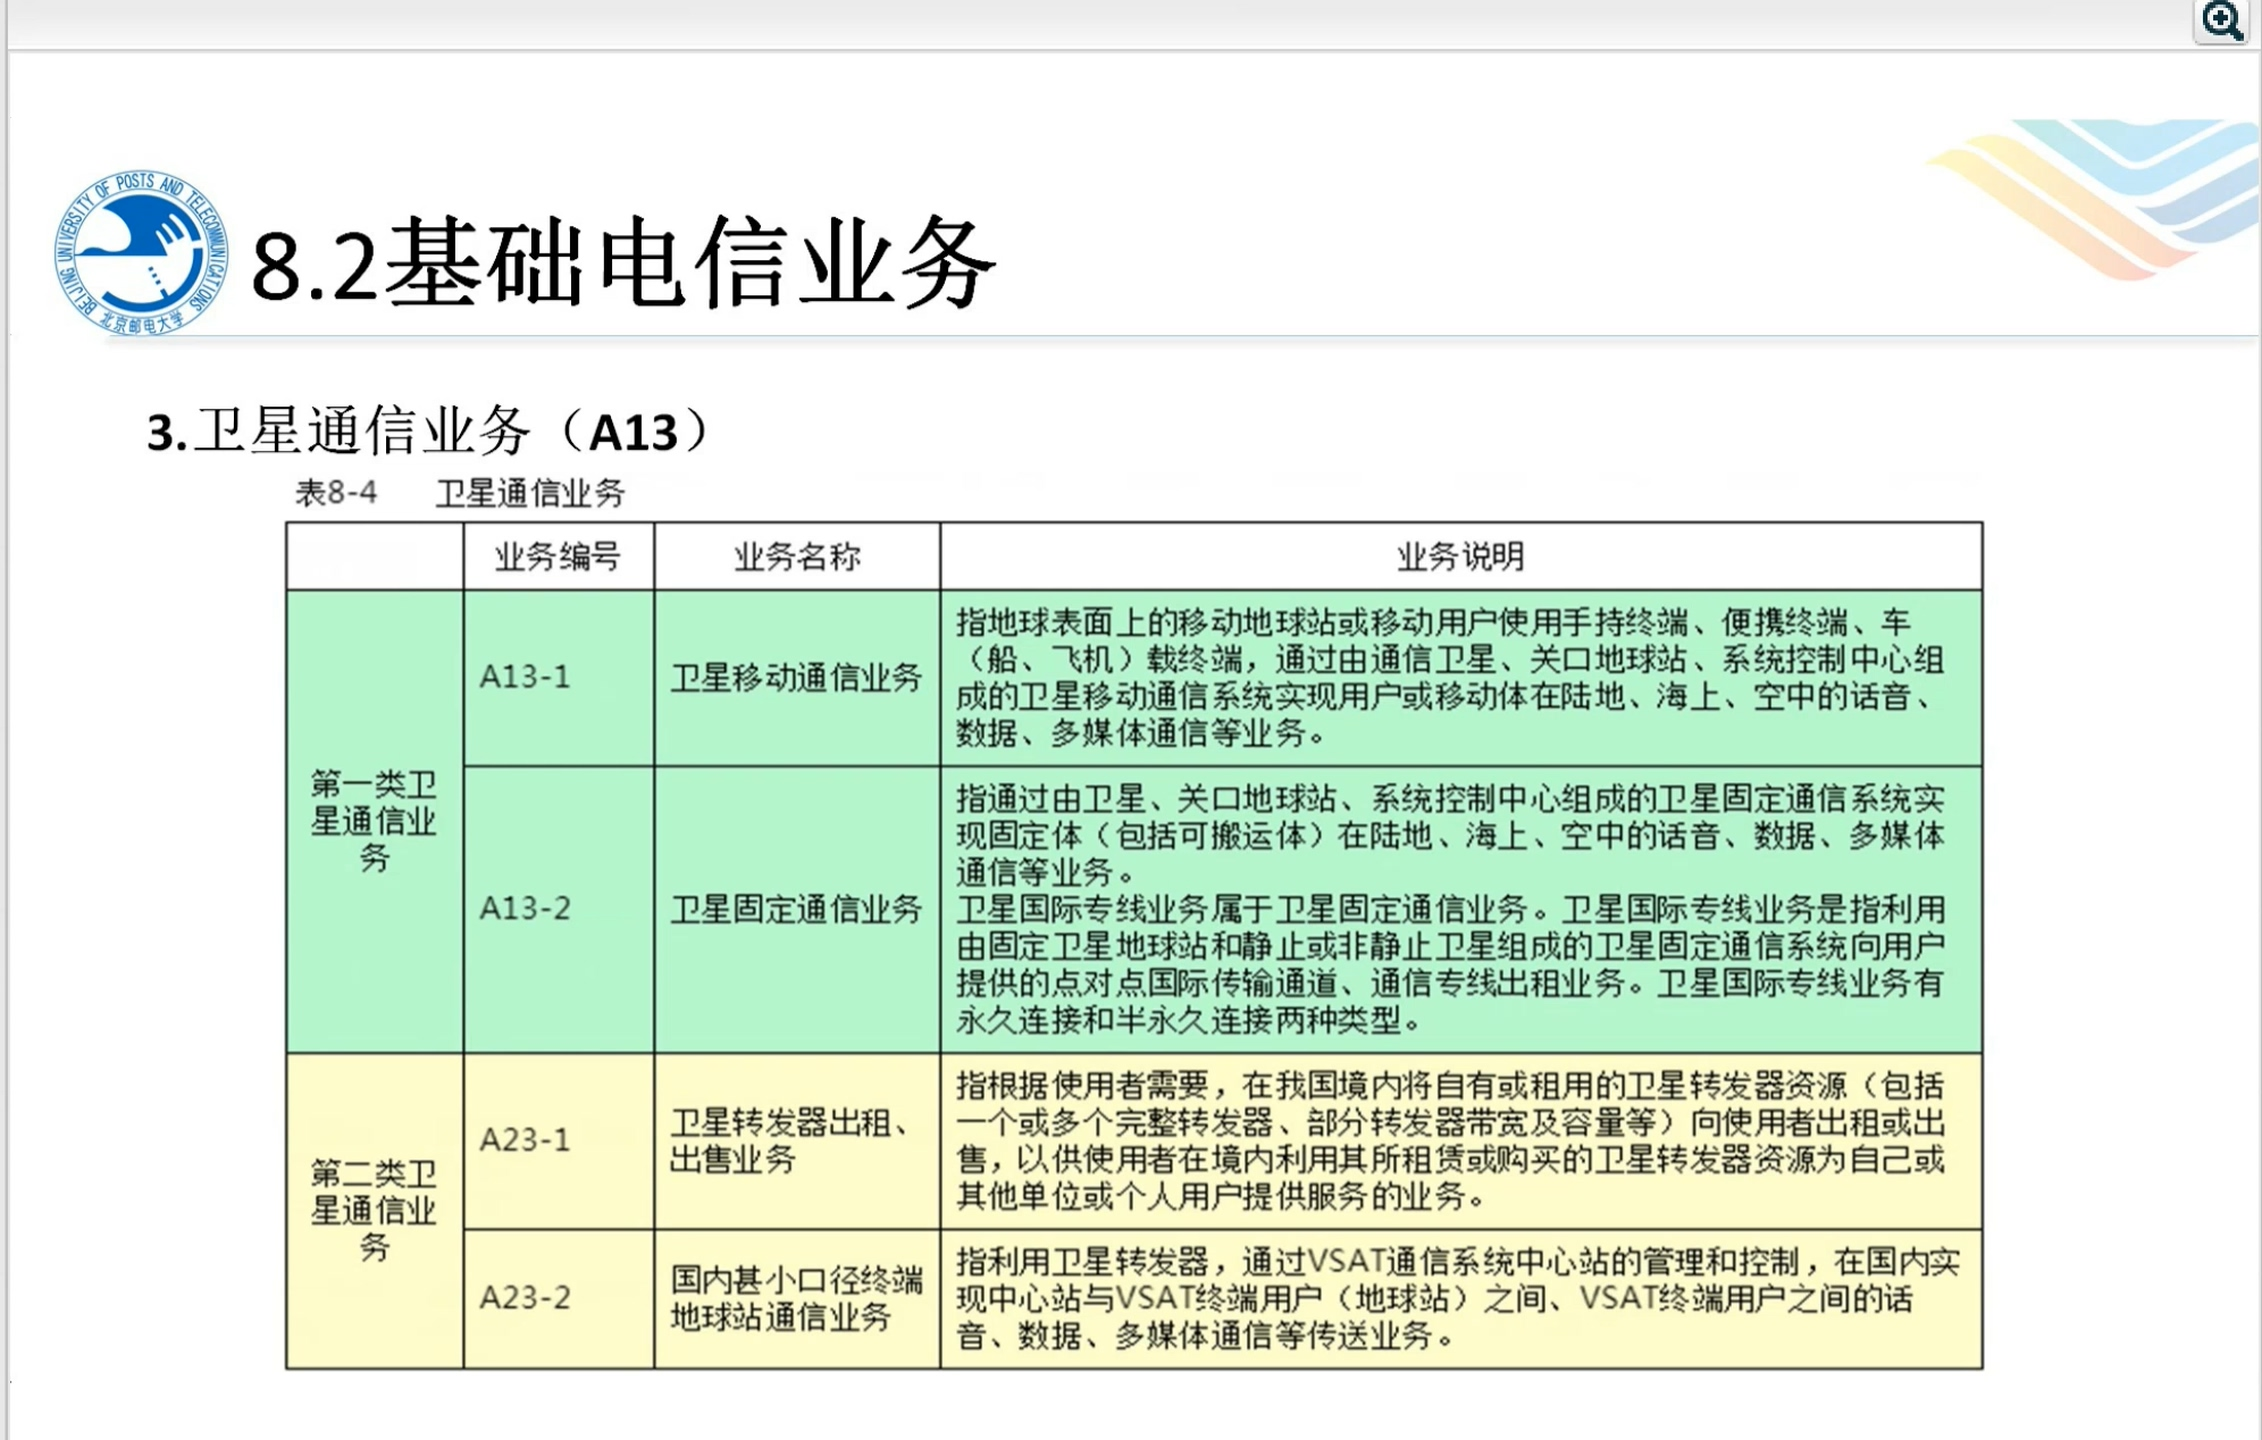 BEIJING UNIVERSITY OF POSTS AND TELECOMMUNICATIONS
北京邮电大学
8.2基础电信业务
3.卫星通信业务（A13）
表8-4 卫星通信业务
业务编号 业务名称 业务说明
第一类卫
星通信业
务
A13-1
卫星移动通信业务
指地球表面上的移动地球站或移动用户使用手持终端、便携终端、车
（船、飞机）载终端，通过由通信卫星、关口地球站、系统控制中心组
成的卫星移动通信系统实现用户或移动体在陆地、海上、空中的话音、
数据、多媒体通信等业务。
A13-2
卫星固定通信业务
指通过由卫星、关口地球站、系统控制中心组成的卫星固定通信系统实
现固定体（包括可搬运体）在陆地、海上、空中的话音、数据、多媒体
通信等业务。
卫星国际专线业务属于卫星固定通信业务。卫星国际专线业务是指利用
由固定卫星地球站和静止或非静止卫星组成的卫星固定通信系统向用户
提供的点对点国际传输通道、通信专线出租业务。卫星国际专线业务有
永久连接和半永久连接两种类型。
第二类卫
星通信业
务
A23-1
卫星转发器出租、
出售业务
指根据使用者需要，在我国境内将自有或租用的卫星转发器资源（包括
一个或多个完整转发器、部分转发器带宽及容量等）向使用者出租或出
售，以供使用者在境内利用其所租赁或购买的卫星转发器资源为自己或
其他单位或个人用户提供服务的业务。
A23-2
国内甚小口径终端
地球站通信业务
指利用卫星转发器，通过VSAT通信系统中心站的管理和控制，在国内实
现中心站与VSAT终端用户（地球站）之间、VSAT终端用户之间的话
音、数据、多媒体通信等传送业务。